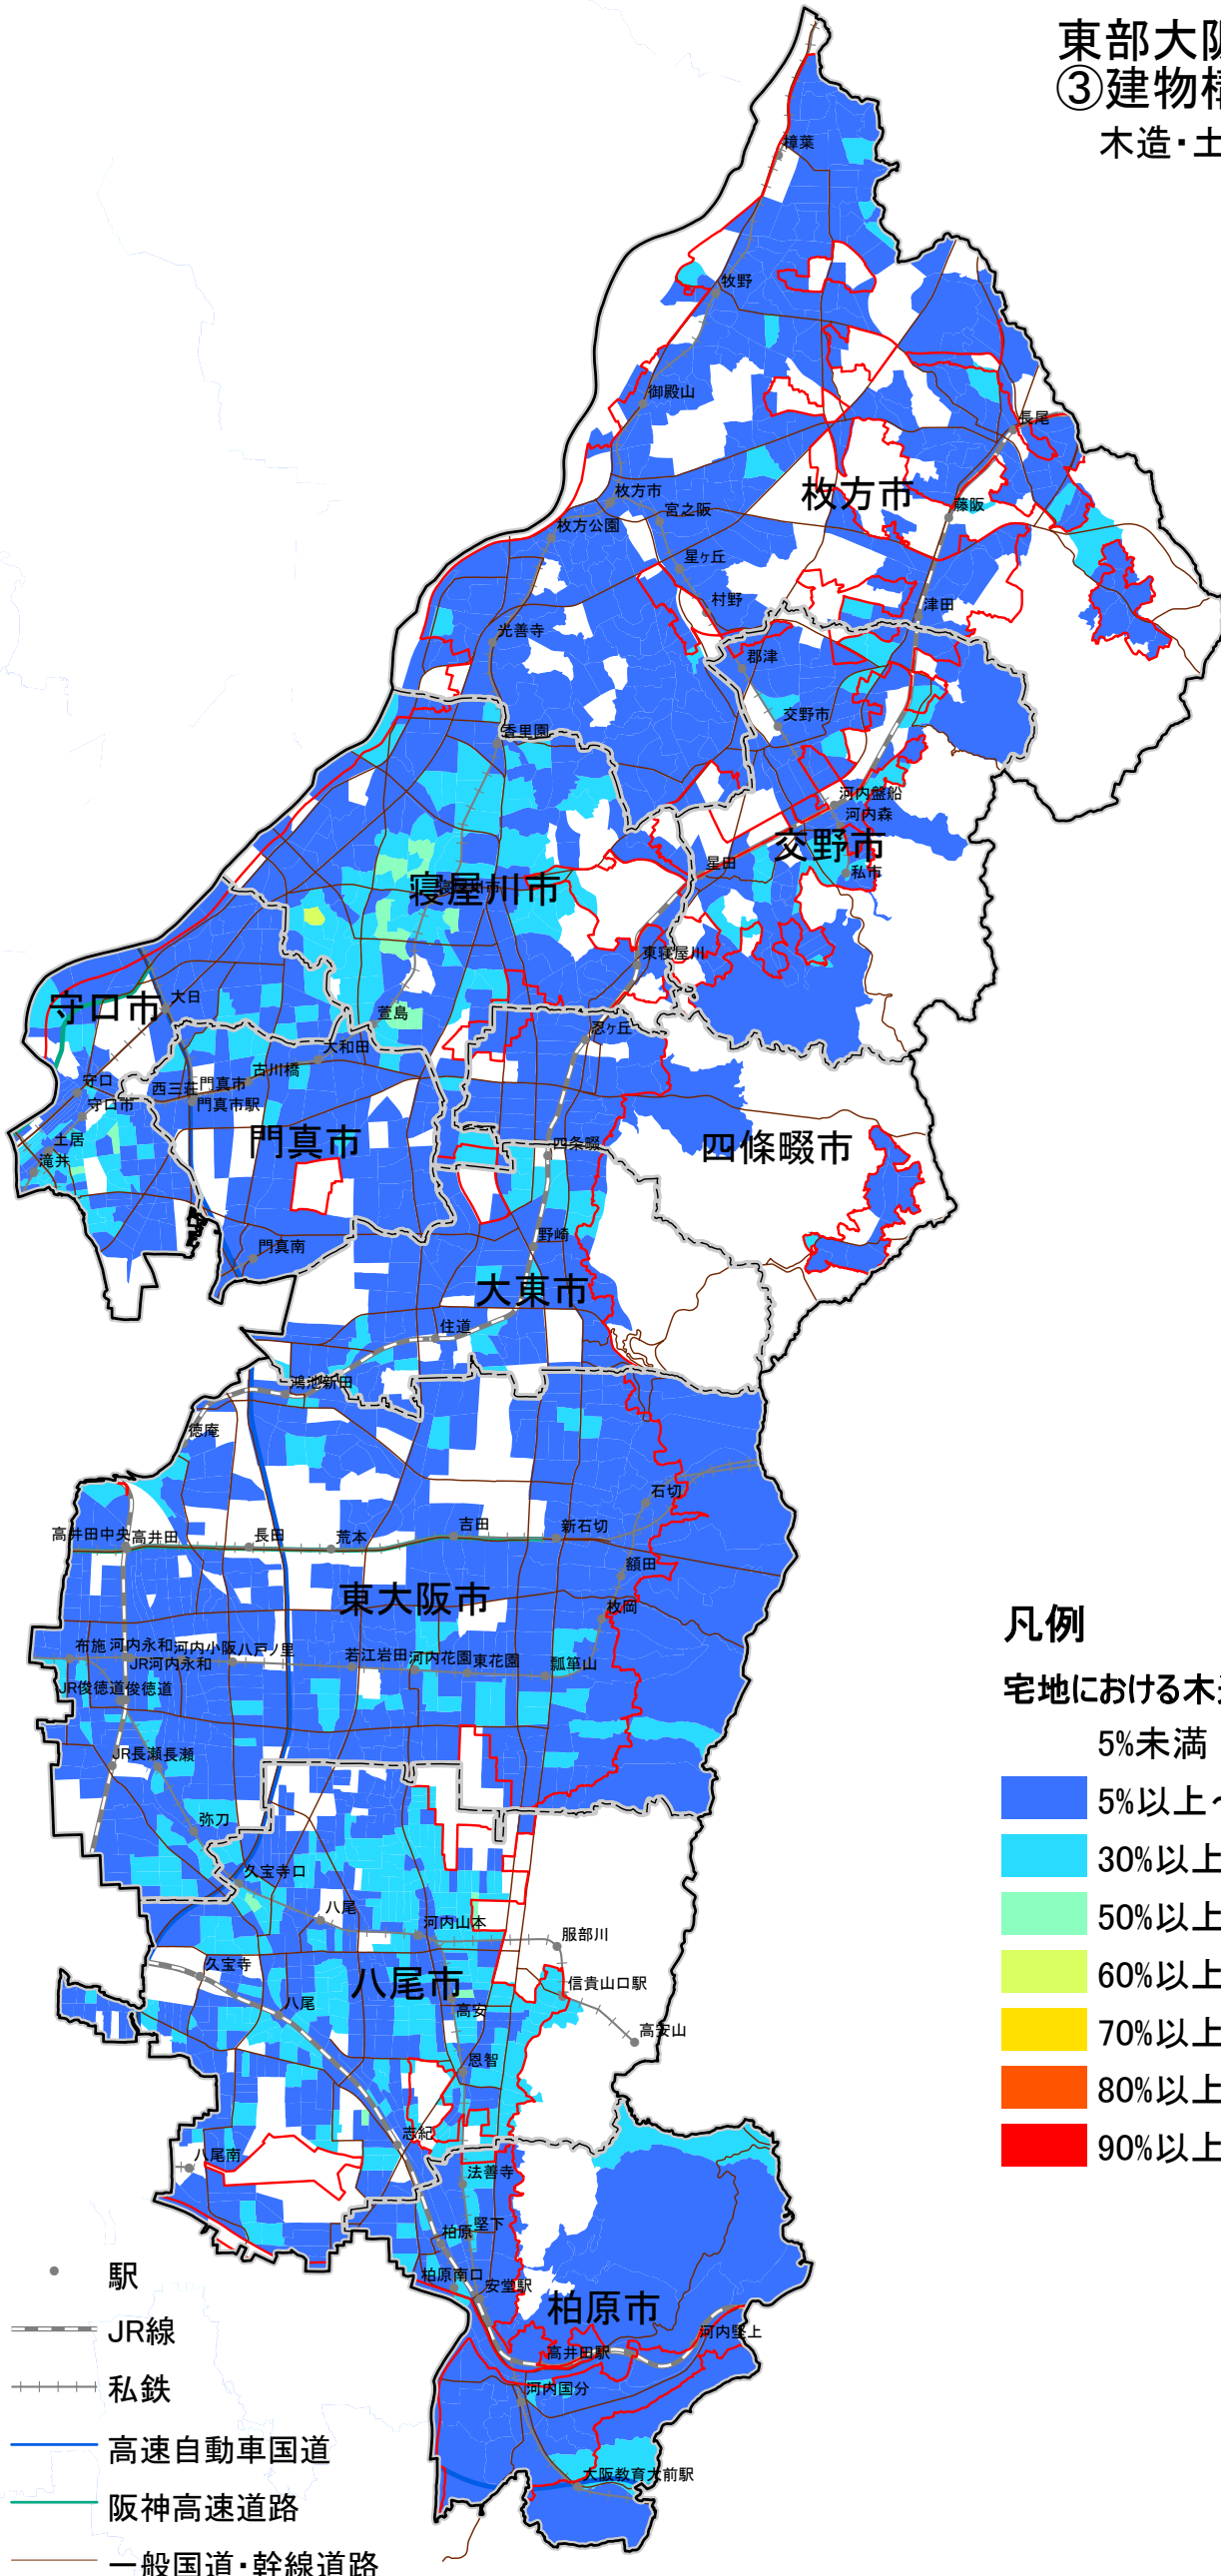 東部大阪
③建物構
木造・土
樟葉
牧野
御殿山
長尾
枚方市
枚方市
藤阪
宮之阪
枚方公園
星ヶ丘
村野
津田
光善寺
郡津
交野市
香里園
河内盤船
河内森
交野市
星田
私市
寝屋川市
寝屋川市
東寝屋川
守口市
大日
萱島
忍ヶ丘
大和田
古川橋
門真市
西三荘
門真市駅
守口
守口市
土居
滝井
門真市
四条畷
四條畷市
門真南
野崎
大東市
住道
鴻池新田
徳庵
石切
高井田中央
高井田
長田
荒本
吉田
新石切
額田
東大阪市
枚岡
布施
河内永和
河内小阪
八戸ノ里
JR河内永和
若江岩田
河内花園
東花園
瓢箪山
JR俊徳道
俊徳道
JR長瀬
長瀬
弥刀
久宝寺口
八尾
河内山本
服部川
久宝寺
八尾市
信貴山口駅
八尾
高安
高安山
恩智
志紀
八尾南
法善寺
柏原
堅下
柏原南口
安堂駅
柏原市
河内堅上
高井田駅
河内国分
大阪教育大前駅
凡例
宅地における木造
5%未満
5%以上～
30%以上
50%以上
60%以上
70%以上
80%以上
90%以上
駅
JR線
私鉄
高速自動車国道
阪神高速道路
一般国道・幹線道路